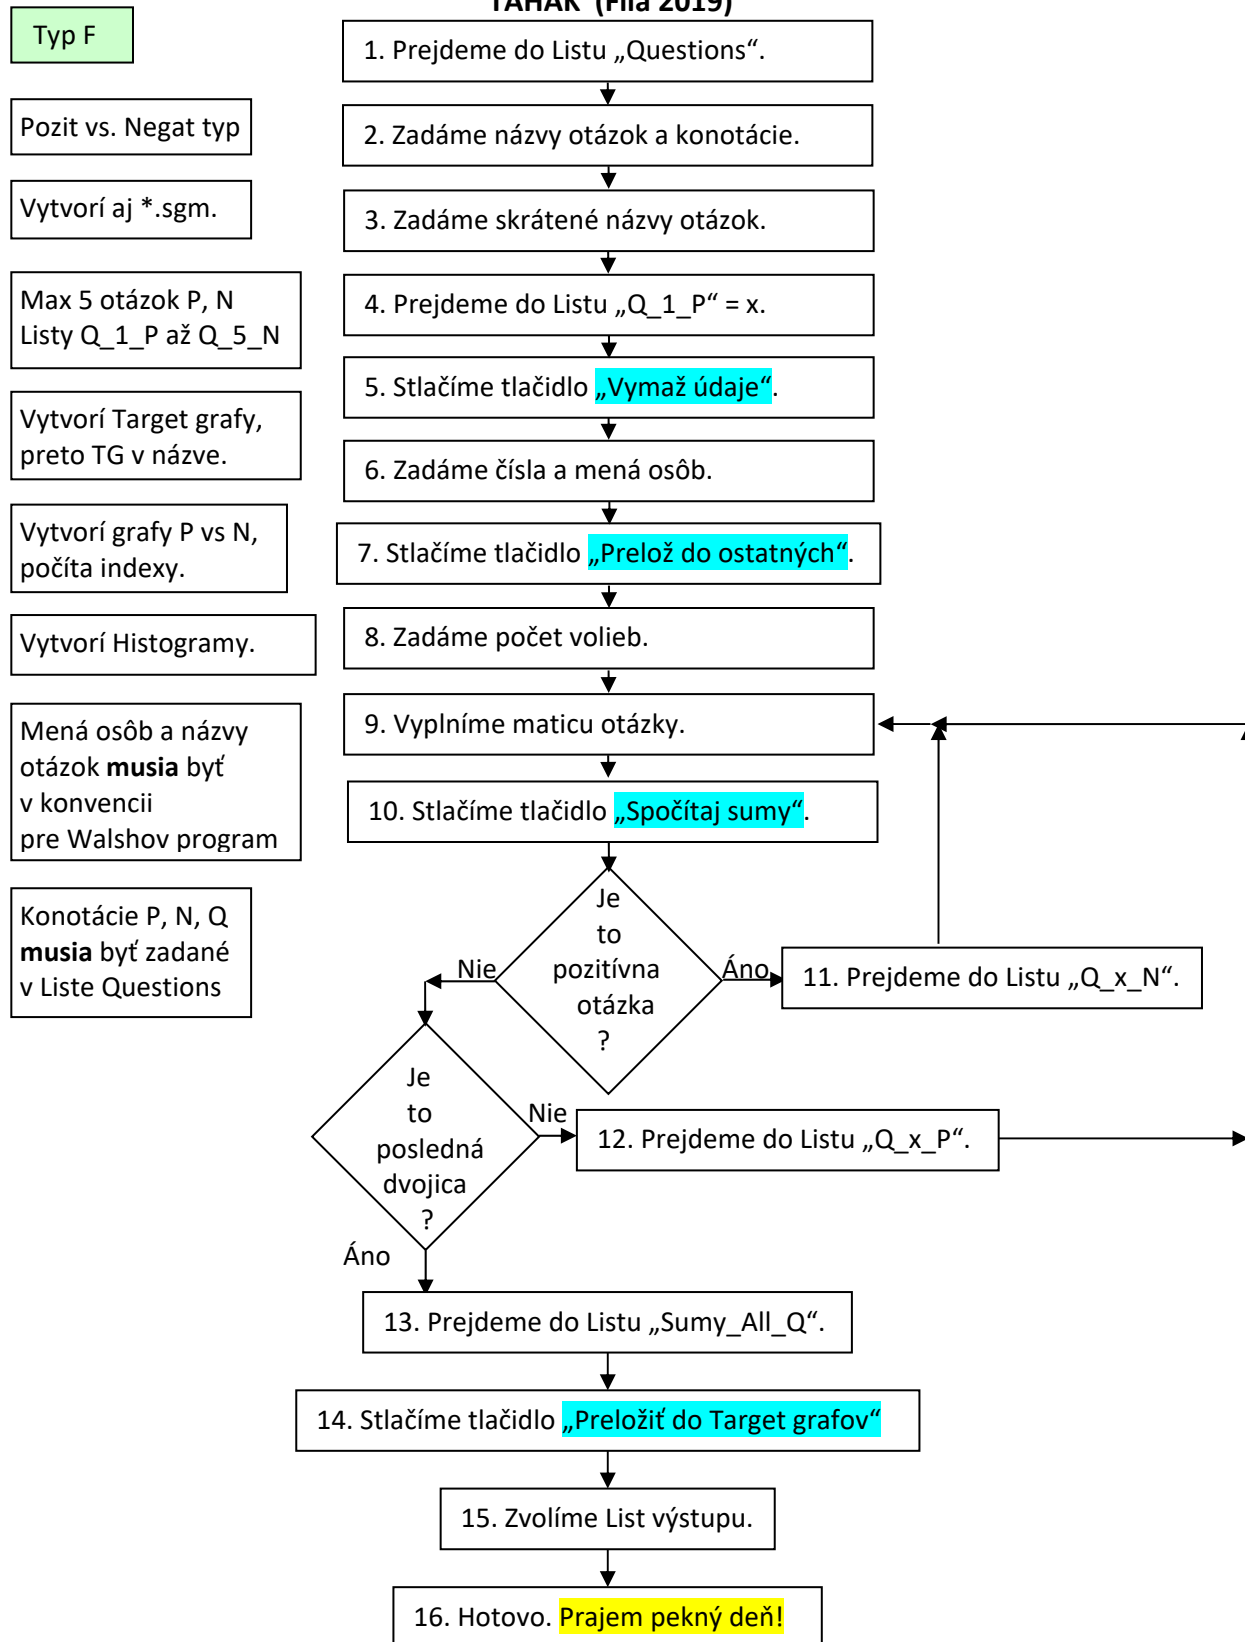 ŤAHÁK (Fila 2019)
Typ F
Pozit vs. Negat typ
Vytvorí aj *.sgm.
Max 5 otázok P, N
Listy Q_1_P až Q_5_N
Vytvorí Target grafy,
preto TG v názve.
Vytvorí grafy P vs N,
počíta indexy.
Vytvorí Histogramy.
Mená osôb a názvy
otázok musia byť
v konvencii
pre Walshov program
Konotácie P, N, Q
musia byť zadané
v Liste Questions
1. Prejdeme do Listu „Questions“.
2. Zadáme názvy otázok a konotácie.
3. Zadáme skrátené názvy otázok.
4. Prejdeme do Listu „Q_1_P“ = x.
5. Stlačíme tlačidlo „Vymaž údaje“.
6. Zadáme čísla a mená osôb.
7. Stlačíme tlačidlo „Prelož do ostatných“.
8. Zadáme počet volieb.
9. Vyplníme maticu otázky.
10. Stlačíme tlačidlo „Spočítaj sumy“.
Je
to
pozitívna
otázka
?
Nie
Áno
11. Prejdeme do Listu „Q_x_N“.
Je
to
posledná
dvojica
?
Nie
12. Prejdeme do Listu „Q_x_P“.
Áno
13. Prejdeme do Listu „Sumy_All_Q“.
14. Stlačíme tlačidlo „Preložiť do Target grafov“
15. Zvolíme List výstupu.
16. Hotovo. Prajem pekný deň!